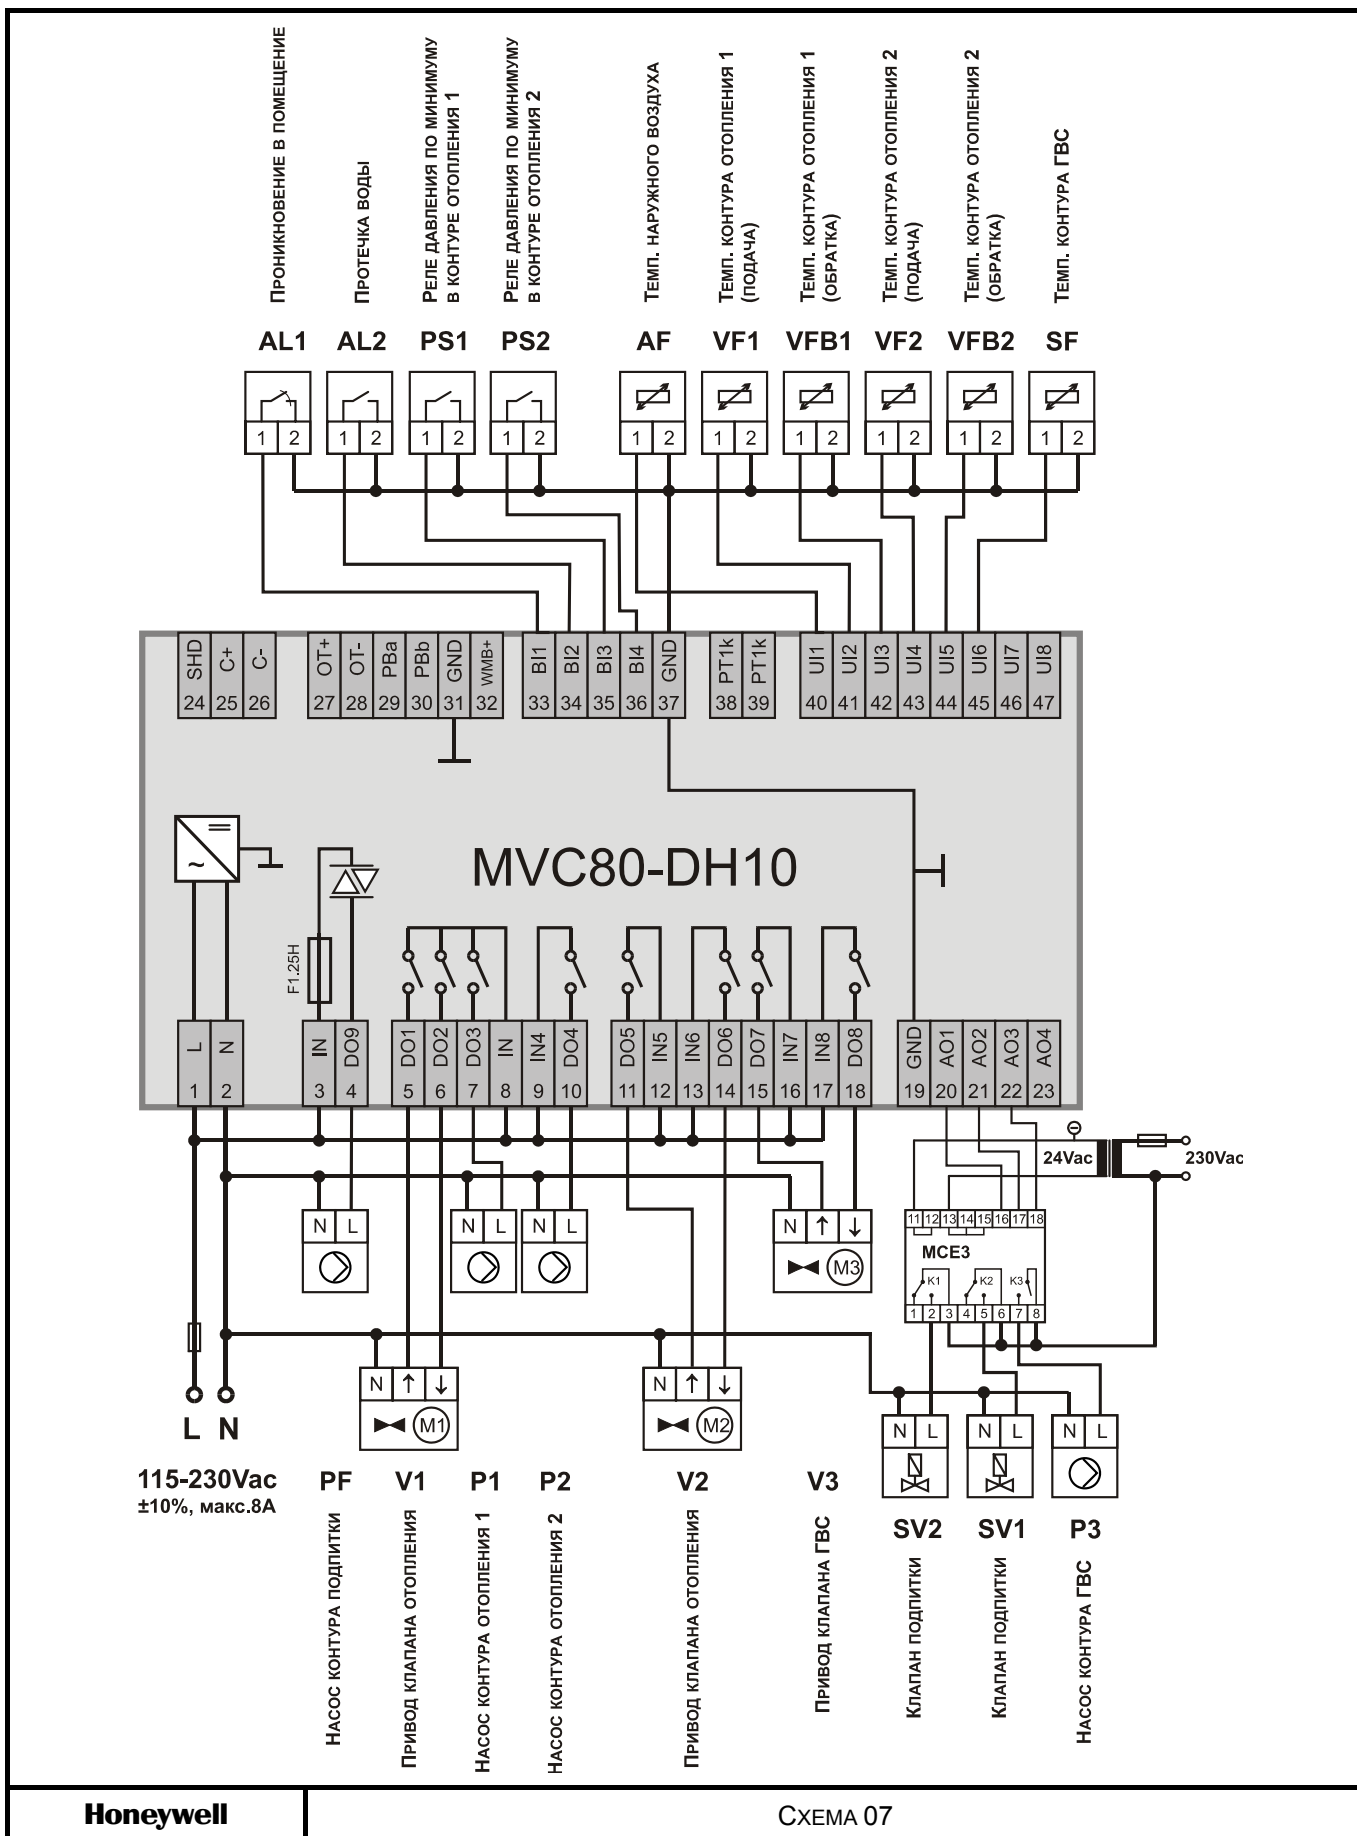 ПРОНИКНОВЕНИЕ В ПОМЕЩЕНИЕ
ПРОТЕЧКА ВОДЫ
РЕЛЕ ДАВЛЕНИЯ ПО МИНИМУМУ
В КОНТУРЕ ОТОПЛЕНИЯ 1
РЕЛЕ ДАВЛЕНИЯ ПО МИНИМУМУ
В КОНТУРЕ ОТОПЛЕНИЯ 2
ТЕМП. НАРУЖНОГО ВОЗДУХА
ТЕМП. КОНТУРА ОТОПЛЕНИЯ 1
(ПОДАЧА)
ТЕМП. КОНТУРА ОТОПЛЕНИЯ 1
(ОБРАТКА)
ТЕМП. КОНТУРА ОТОПЛЕНИЯ 2
(ПОДАЧА)
ТЕМП. КОНТУРА ОТОПЛЕНИЯ 2
(ОБРАТКА)
ТЕМП. КОНТУРА ГВС
AL1 AL2 PS1 PS2 AF VF1 VFB1 VF2 VFB2 SF
1 2 1 2 1 2 1 2 1 2 1 2 1 2 1 2 1 2 1 2
SHD C+ C- OT+ OT- PBa PBb GND WMB+ BI1 BI2 BI3 BI4 GND PT1k PT1k UI1 UI2 UI3 UI4 UI5 UI6 UI7 UI8
24 25 26 27 28 29 30 31 32 33 34 35 36 37 38 39 40 41 42 43 44 45 46 47
~
MVC80-DH10
F1.25H
L N IN DO9 DO1 DO2 DO3 IN IN4 DO4 DO5 IN5 IN6 DO6 DO7 IN7 IN8 DO8 GND AO1 AO2 AO3 AO4
1 2 3 4 5 6 7 8 9 10 11 12 13 14 15 16 17 18 19 20 21 22 23
24Vac 230Vac
N L N L N L N ↑ ↓
M3
11 12 13 14 15 16 17 18
MCE3
K1 K2 K3
1 2 3 4 5 6 7 8
N ↑ ↓ N ↑ ↓
M1 M2
N L N L N L
L N
115-230Vac
±10%, макс.8А
PF V1 P1 P2 V2 V3
SV2 SV1 P3
НАСОС КОНТУРА ПОДПИТКИ
ПРИВОД КЛАПАНА ОТОПЛЕНИЯ
НАСОС КОНТУРА ОТОПЛЕНИЯ 1
НАСОС КОНТУРА ОТОПЛЕНИЯ 2
ПРИВОД КЛАПАНА ОТОПЛЕНИЯ
ПРИВОД КЛАПАНА ГВС
КЛАПАН ПОДПИТКИ
КЛАПАН ПОДПИТКИ
НАСОС КОНТУРА ГВС
Honeywell
СХЕМА 07